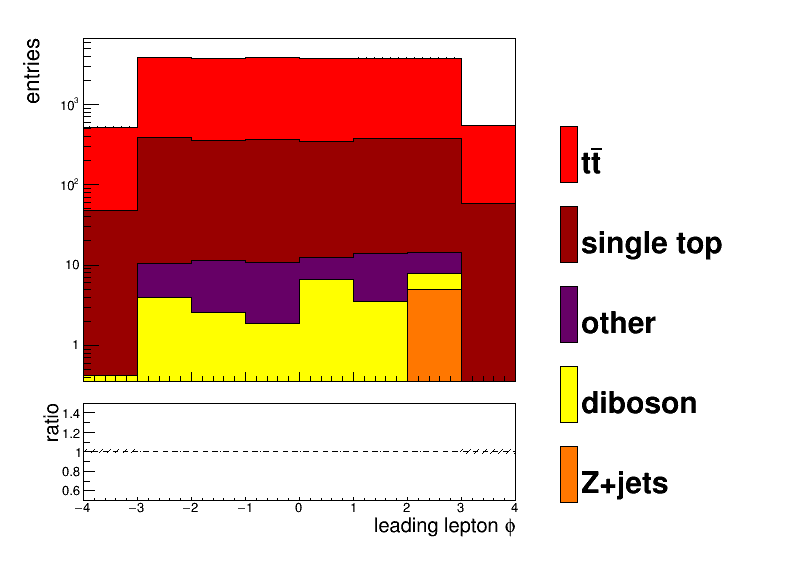 entries
10³
10²
10
1
ratio
1.4
1.2
1
0.8
0.6
−4 −3 −2 −1 0 1 2 3 4
leading lepton ϕ
tt̄
single top
other
diboson
Z+jets